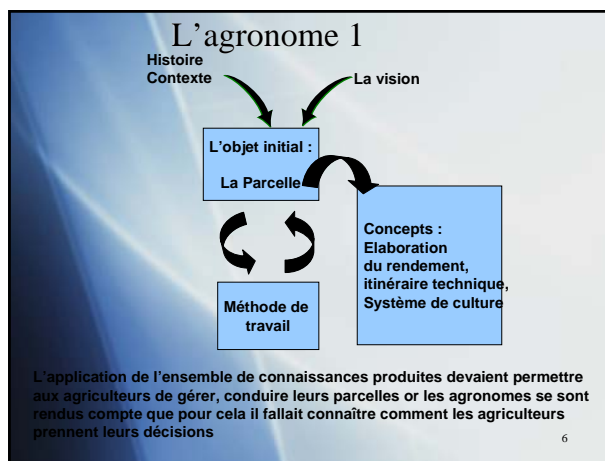 L'agronome 1
Histoire
Contexte
La vision
L'objet initial :
La Parcelle
Concepts :
Elaboration
du rendement,
itinéraire technique,
Système de culture
Méthode de
travail
L'application de l'ensemble de connaissances produites devaient permettre
aux agriculteurs de gérer, conduire leurs parcelles or les agronomes se sont
rendus compte que pour cela il fallait connaître comment les agriculteurs
prennent leurs décisions
6